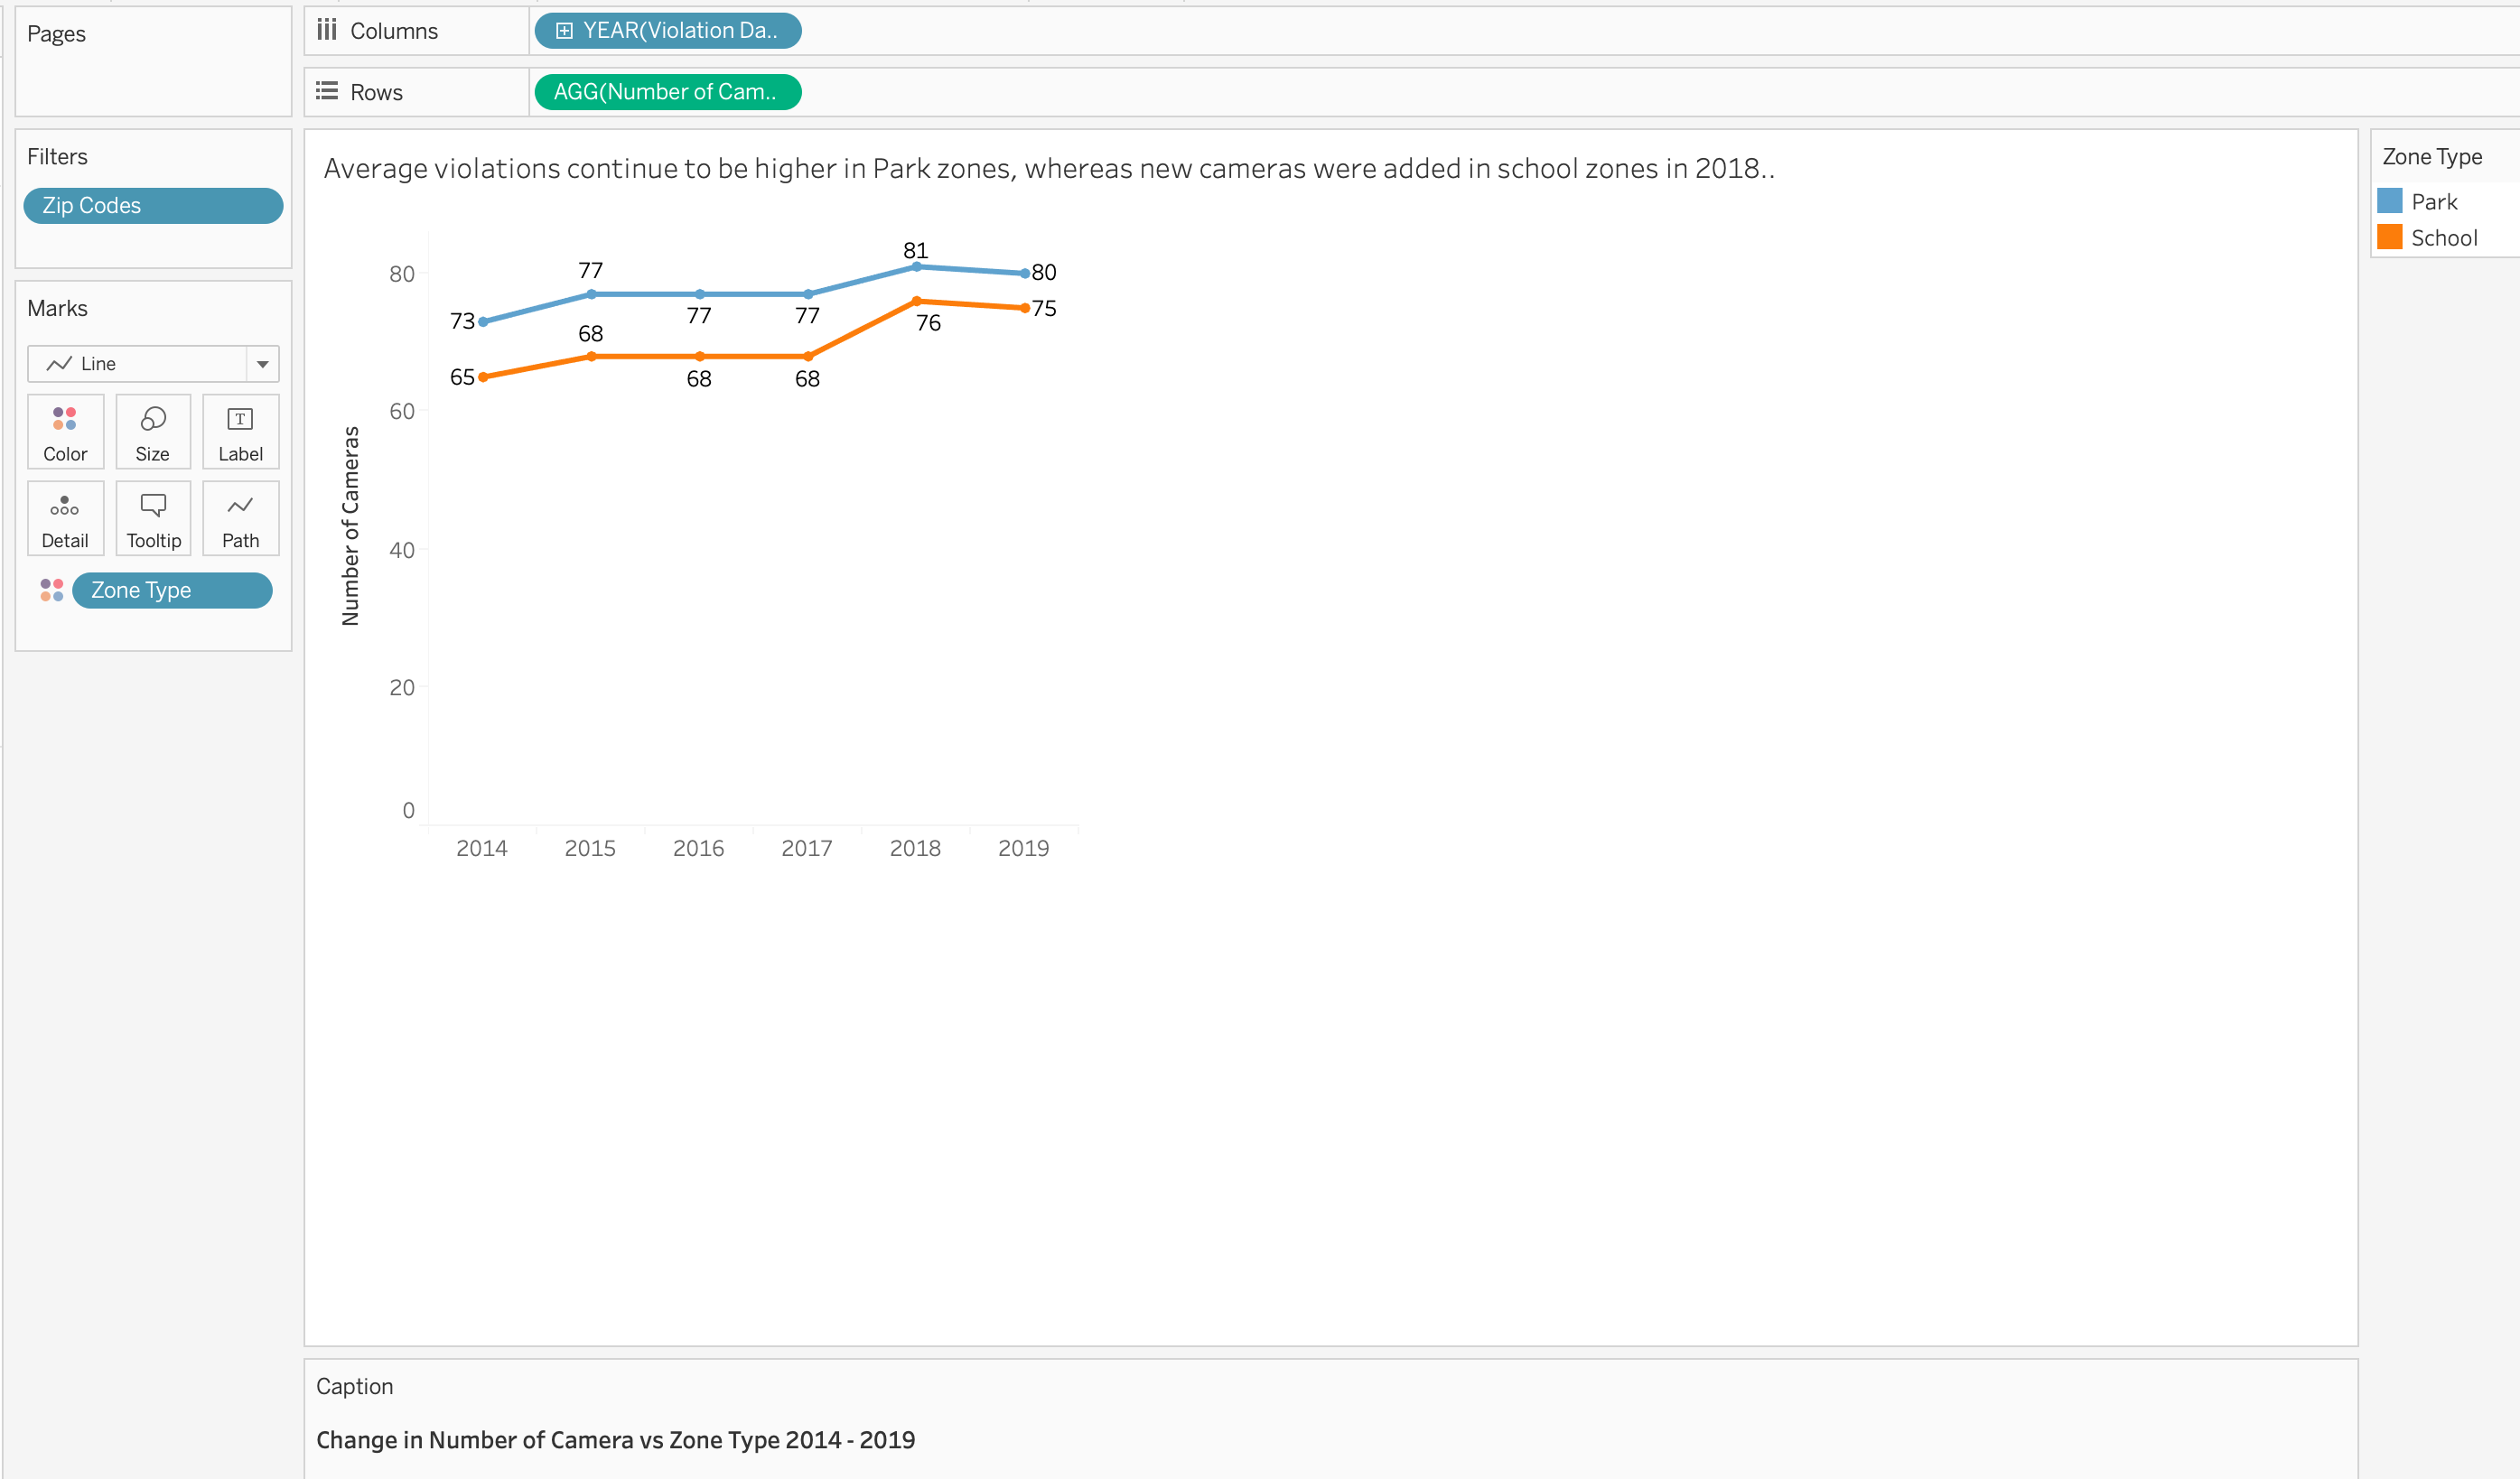 Pages
Columns
YEAR(Violation Da..
Rows
AGG(Number of Cam..
Filters
Zip Codes
Marks
Line
Color
Size
Label
Detail
Tooltip
Path
Zone Type
Average violations continue to be higher in Park zones, whereas new cameras were added in school zones in 2018..
Number of Cameras
80
60
40
20
0
73
77
77
77
81
80
65
68
68
68
76
75
2014
2015
2016
2017
2018
2019
Zone Type
Park
School
Caption
Change in Number of Camera vs Zone Type 2014 - 2019